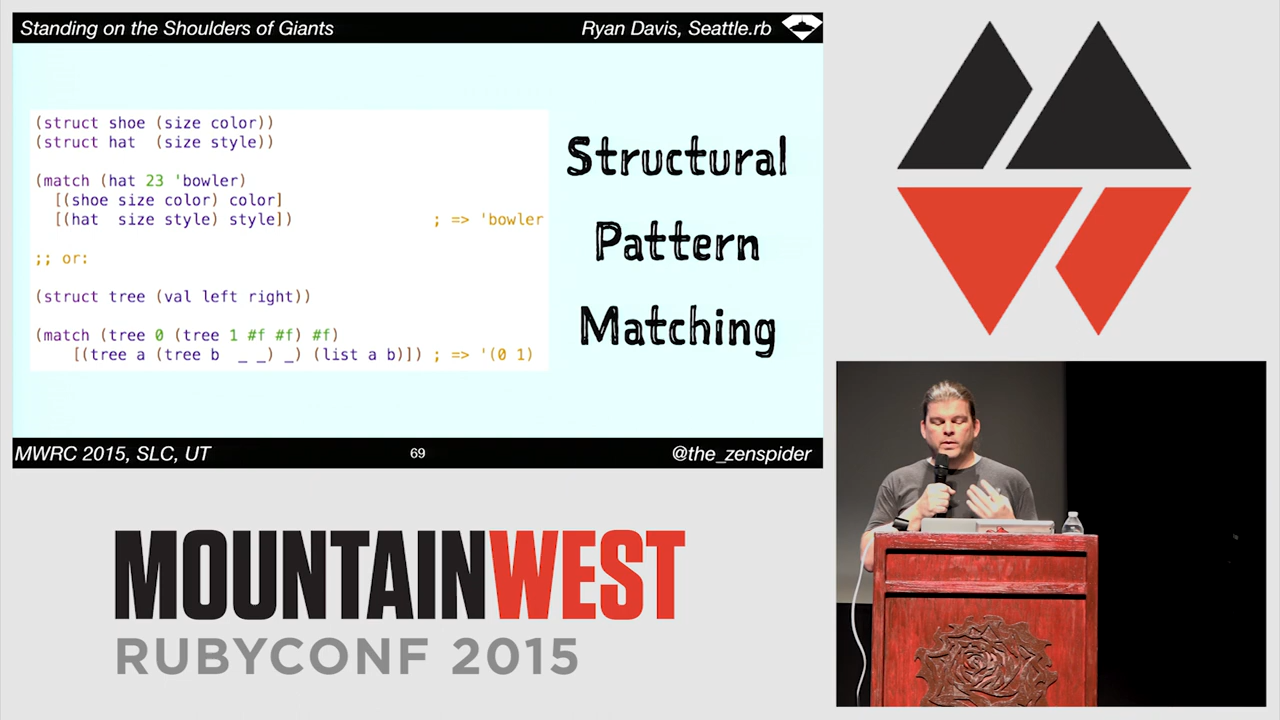 Standing on the Shoulders of Giants
Ryan Davis, Seattle.rb
(struct shoe (size color))
(struct hat  (size style))
(match (hat 23 'bowler)
  [(shoe size color) color]
  [(hat  size style) style])               ; => 'bowler
;; or:
(struct tree (val left right))
(match (tree 0 (tree 1 #f #f) #f)
    [(tree a (tree b  _ _) _) (list a b)]) ; => '(0 1)
Structural
Pattern
Matching
MWRC 2015, SLC, UT
69
@the_zenspider
MOUNTAINWEST
RUBYCONF 2015